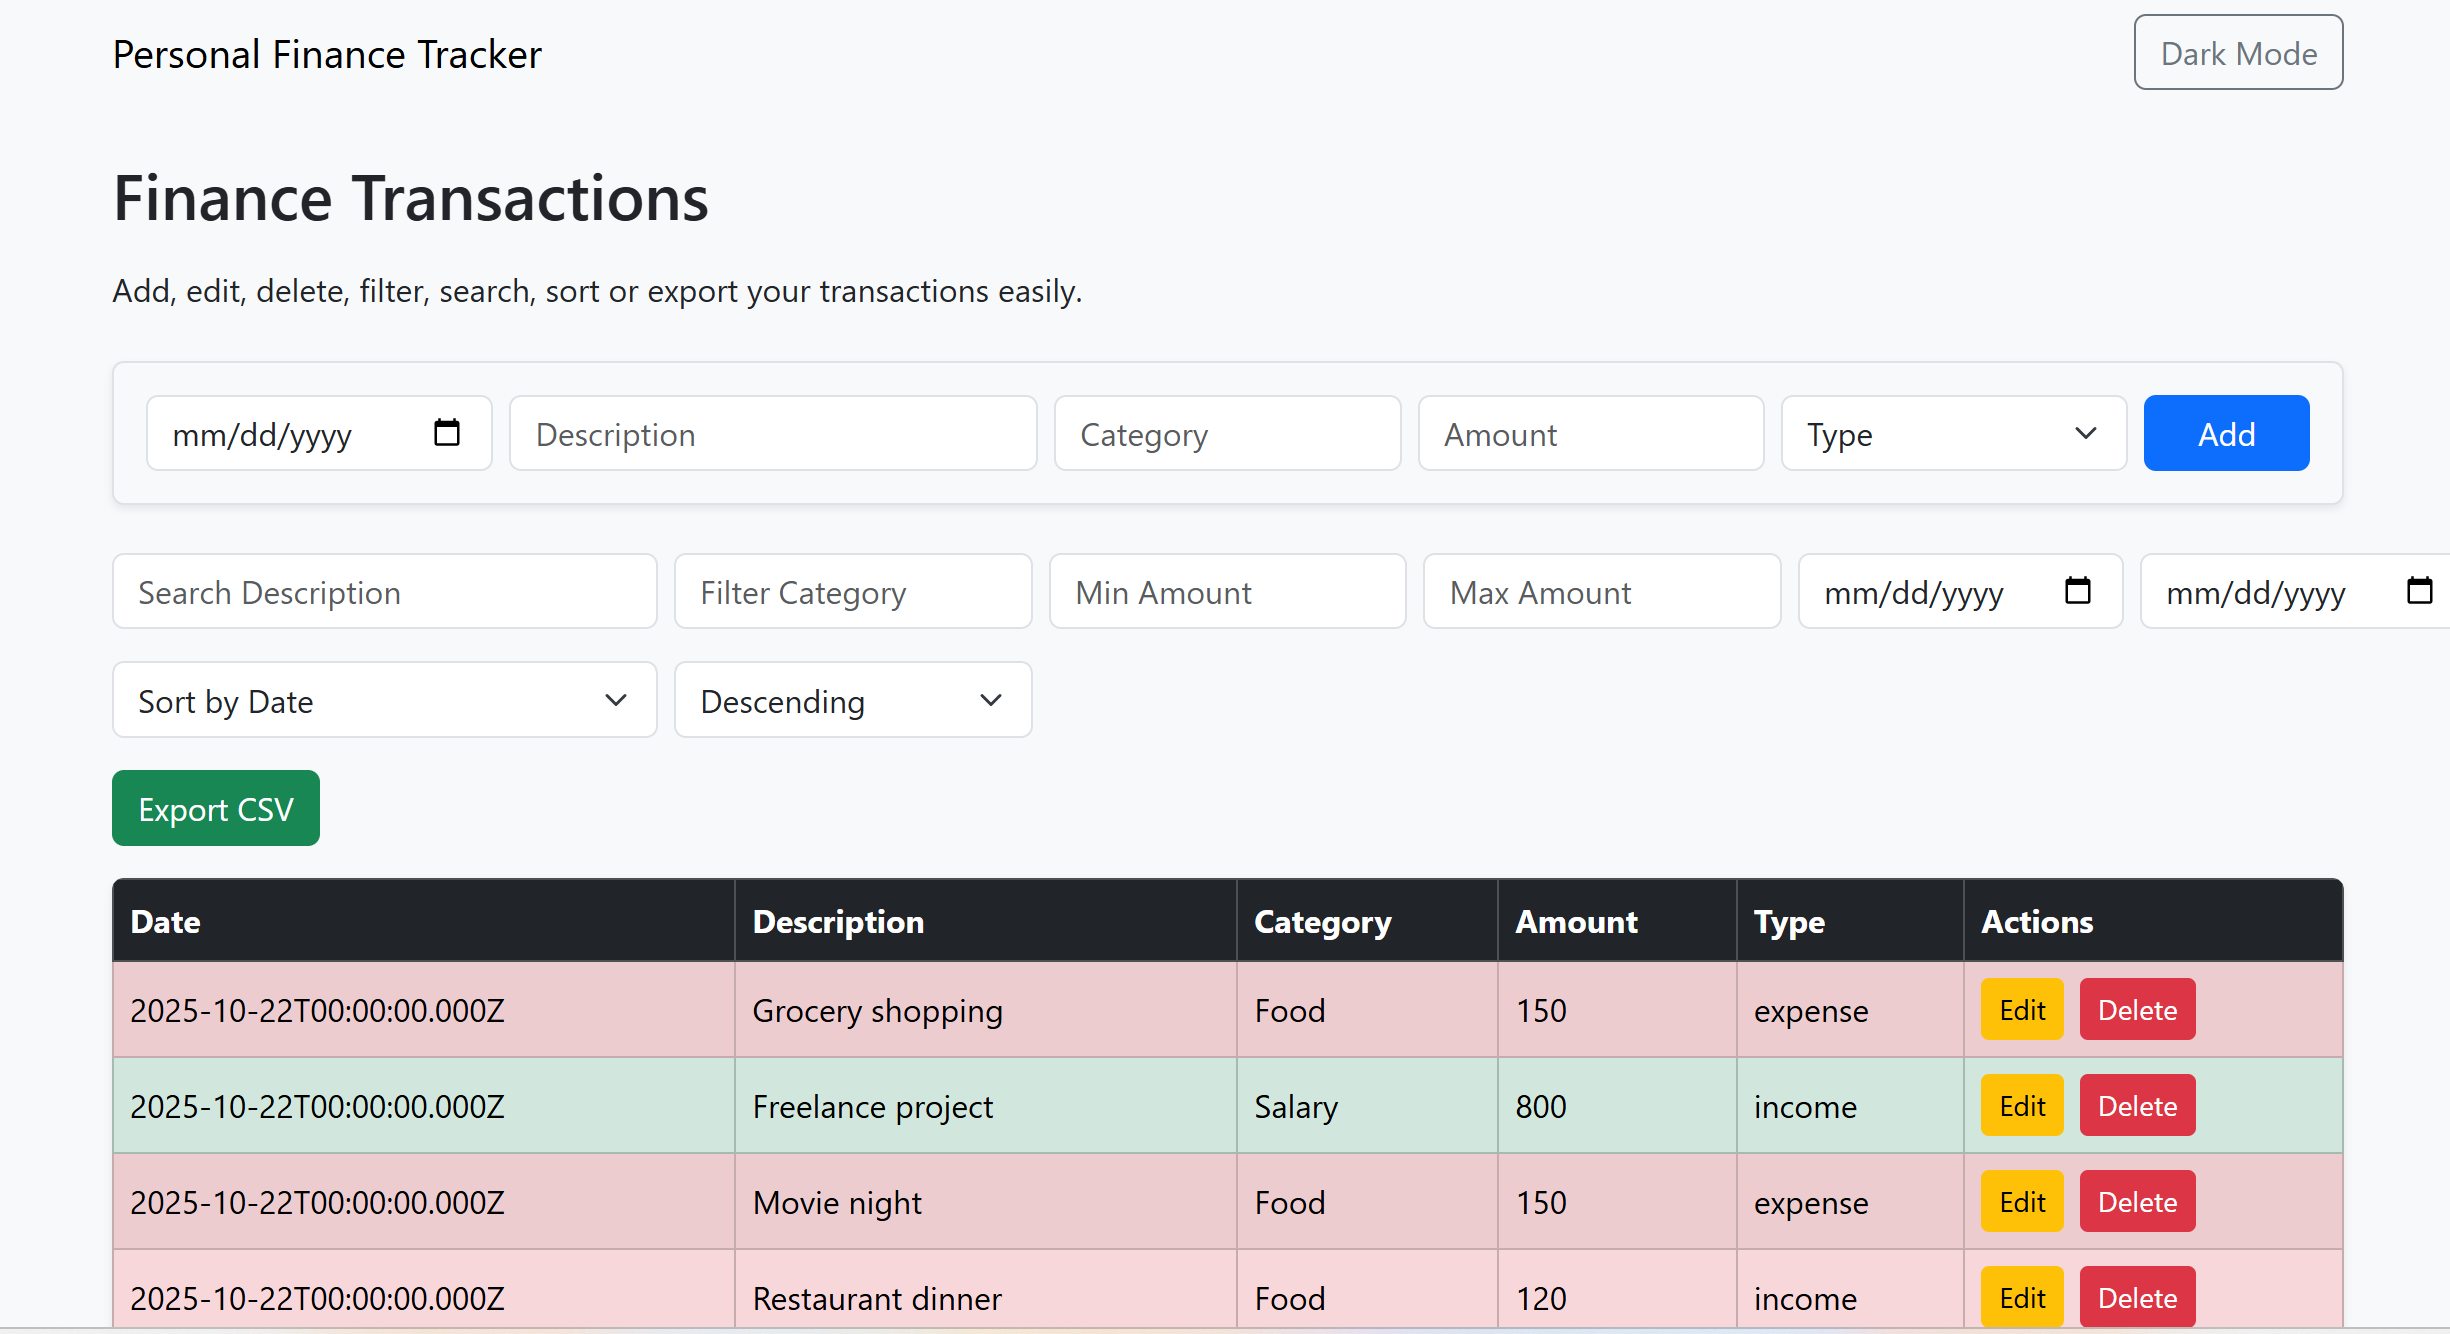 Personal Finance Tracker Dark Mode
Finance Transactions
Add, edit, delete, filter, search, sort or export your transactions easily.
mm/dd/yyyy Description Category Amount Type Add
Search Description Filter Category Min Amount Max Amount mm/dd/yyyy mm/dd/yyyy
Sort by Date Descending
Export CSV
Date Description Category Amount Type Actions
2025-10-22T00:00:00.000Z Grocery shopping Food 150 expense Edit Delete
2025-10-22T00:00:00.000Z Freelance project Salary 800 income Edit Delete
2025-10-22T00:00:00.000Z Movie night Food 150 expense Edit Delete
2025-10-22T00:00:00.000Z Restaurant dinner Food 120 income Edit Delete